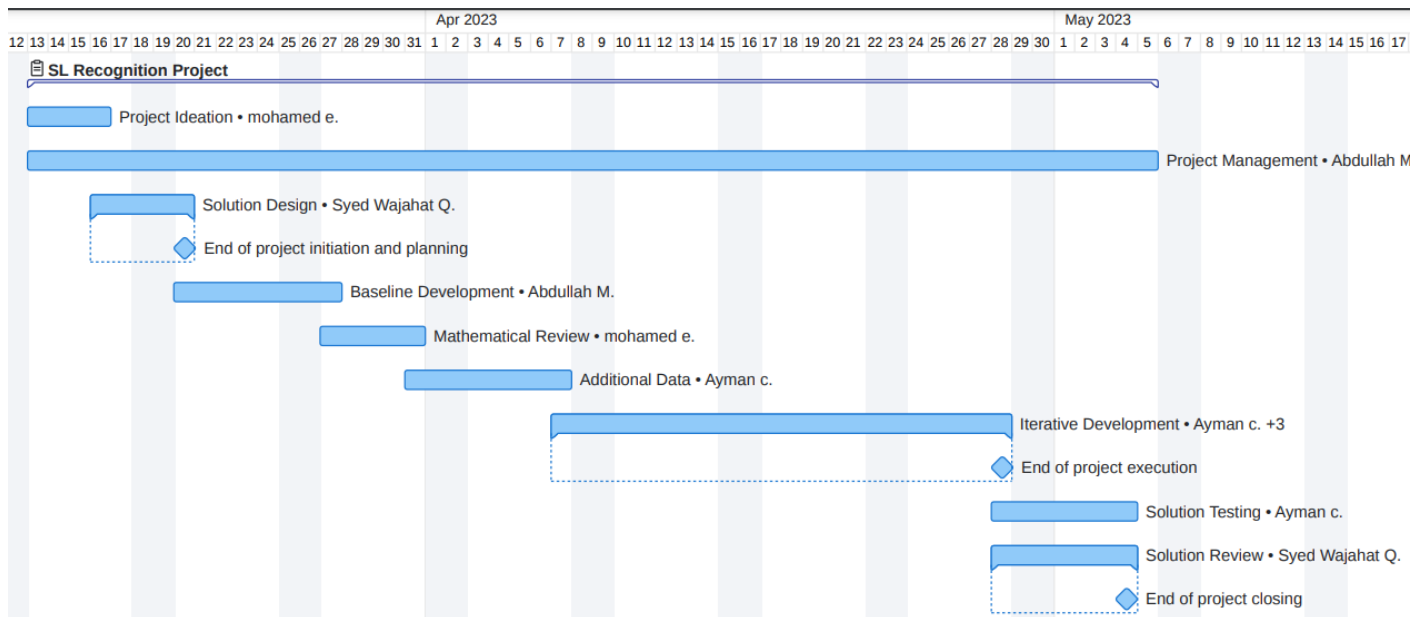 Apr 2023 May 2023
12 13 14 15 16 17 18 19 20 21 22 23 24 25 26 27 28 29 30 31 1 2 3 4 5 6 7 8 9 10 11 12 13 14 15 16 17 18 19 20 21 22 23 24 25 26 27 28 29 30 1 2 3 4 5 6 7 8 9 10 11 12 13 14 15 16 17
SL Recognition Project
Project Ideation • mohamed e.
Project Management • Abdullah M
Solution Design • Syed Wajahat Q.
End of project initiation and planning
Baseline Development • Abdullah M.
Mathematical Review • mohamed e.
Additional Data • Ayman c.
Iterative Development • Ayman c. +3
End of project execution
Solution Testing • Ayman c.
Solution Review • Syed Wajahat Q.
End of project closing